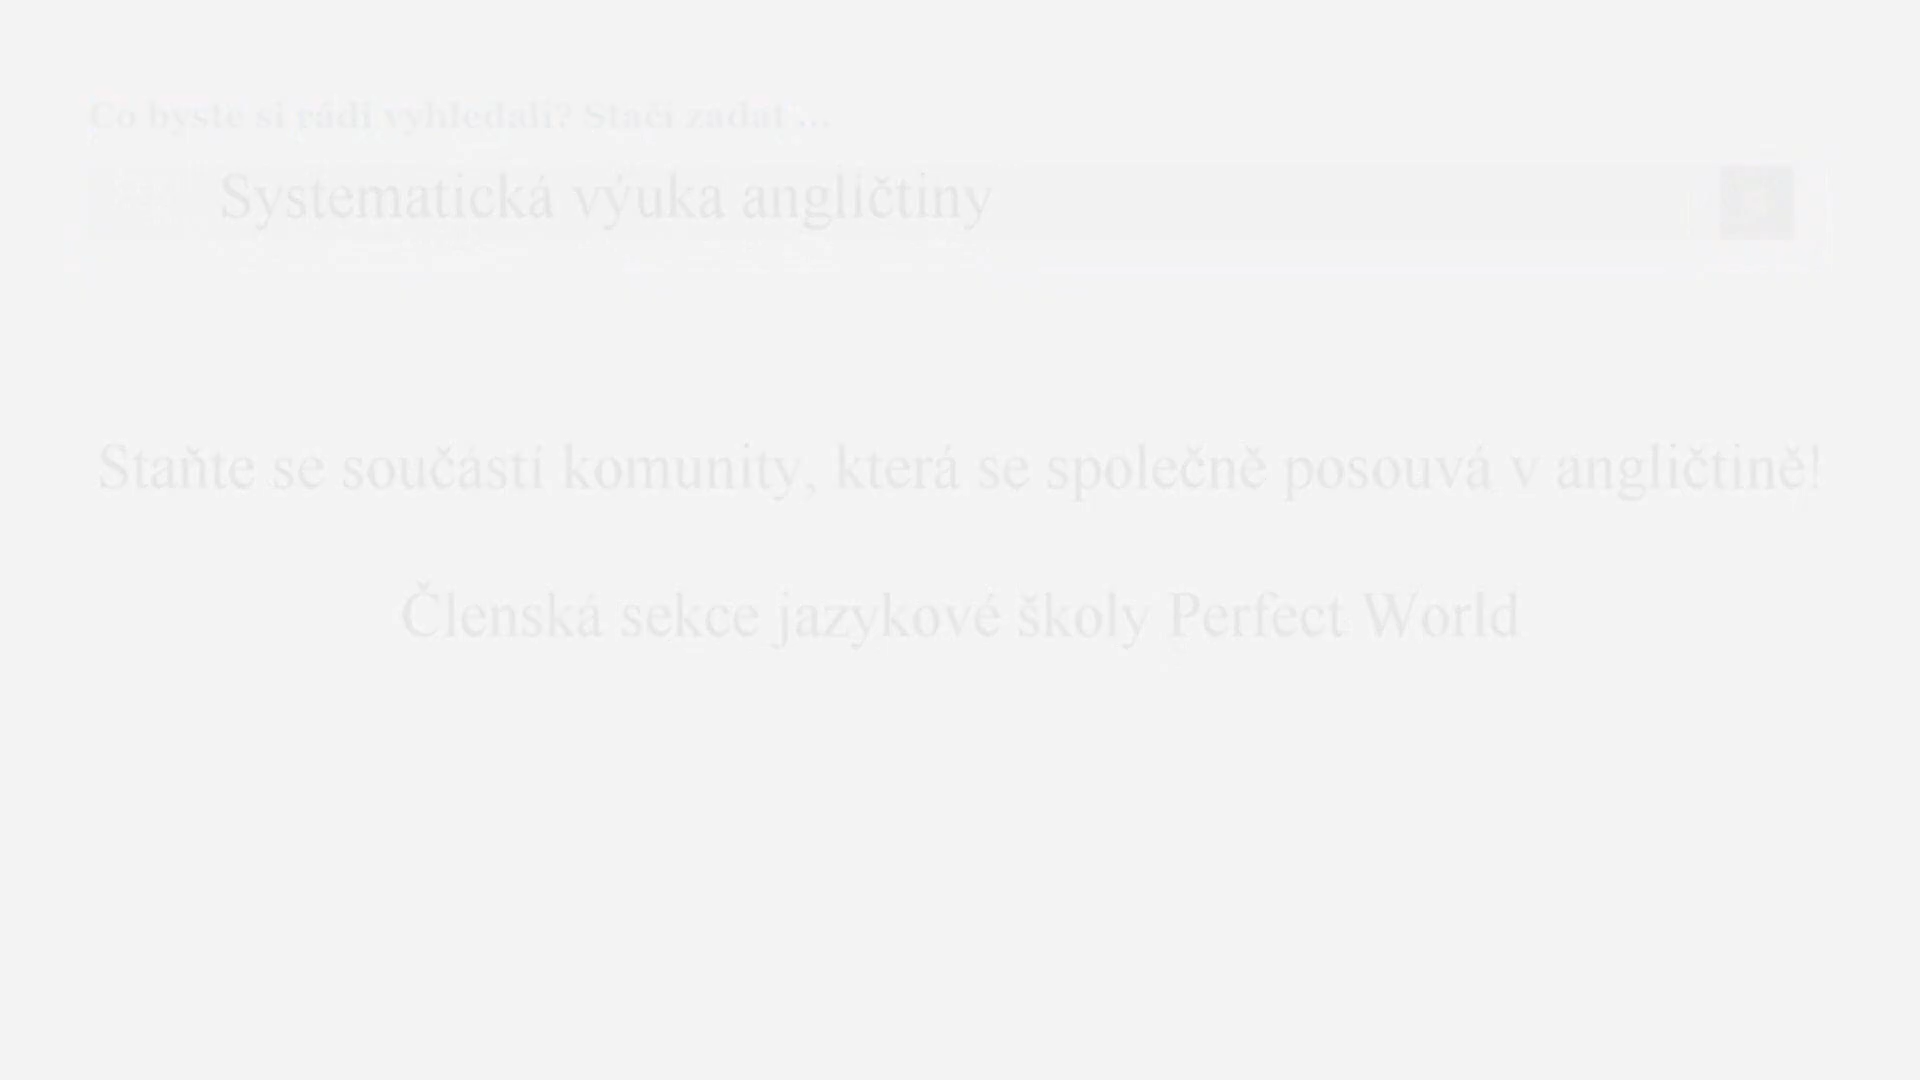 Co byste si rádi vyhledali? Stačí zadat ...
Systematická výuka angličtiny
Staňte se součástí komunity, která se společně posouvá v angličtině!
Členská sekce jazykové školy Perfect World